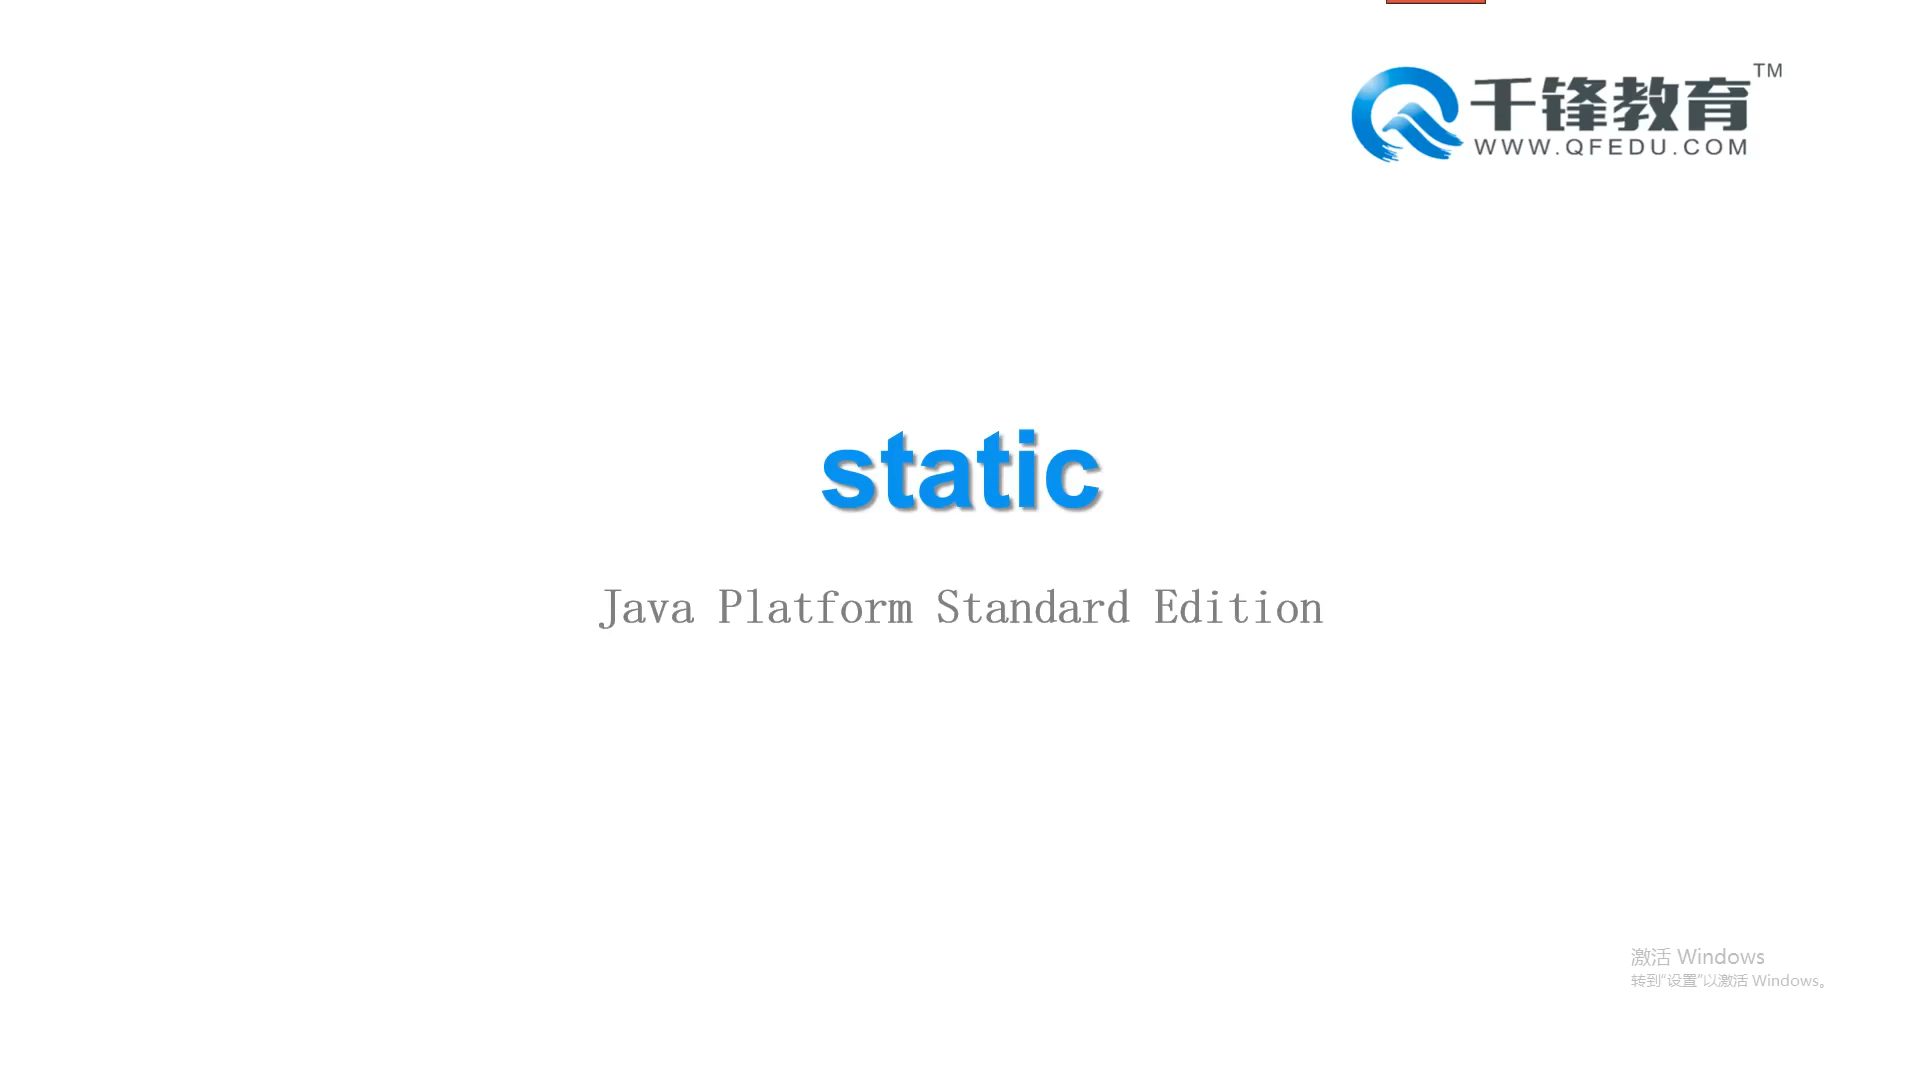 千锋教育™
WWW.QFEDU.COM
static
Java Platform Standard Edition
激活 Windows
转到“设置”以激活 Windows。